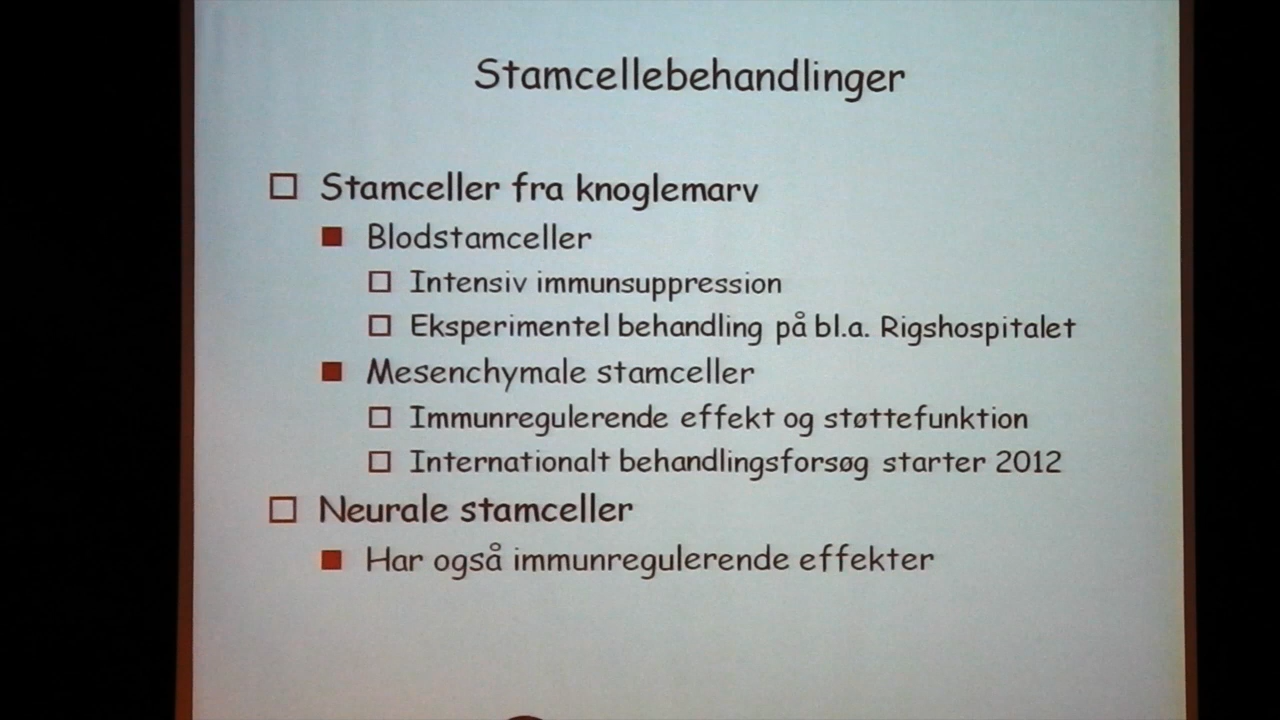 Stamcellebehandlinger
Stamceller fra knoglemarv
Blodstamceller
Intensiv immunsuppression
Eksperimentel behandling på bl.a. Rigshospitalet
Mesenchymale stamceller
Immunregulerende effekt og støttefunktion
Internationalt behandlingsforsøg starter 2012
Neurale stamceller
Har også immunregulerende effekter